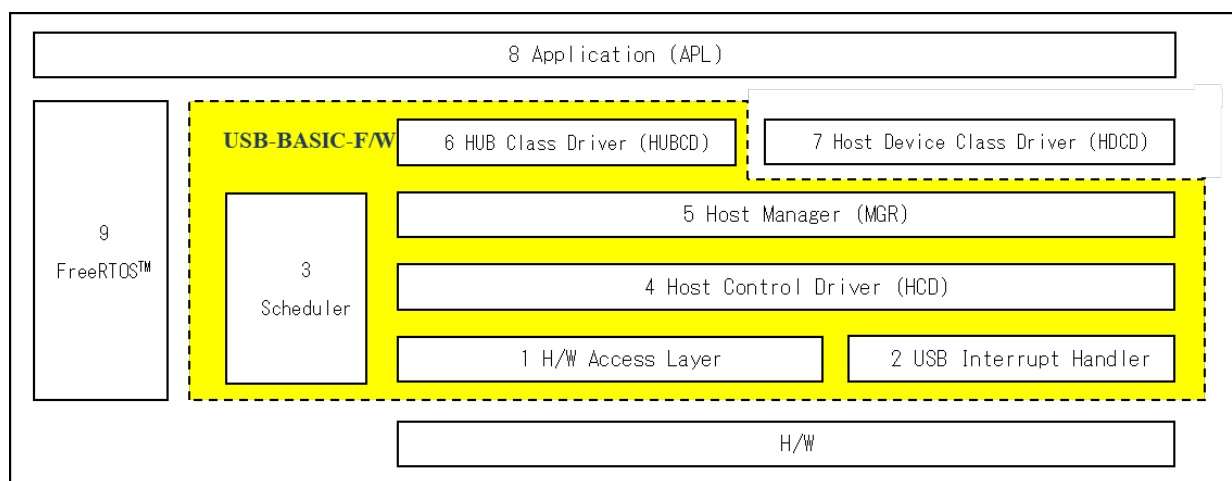 8 Application (APL)
USB-BASIC-F/W
6 HUB Class Driver (HUBCD)
7 Host Device Class Driver (HDCD)
5 Host Manager (MGR)
9
FreeRTOS™
3
Scheduler
4 Host Control Driver (HCD)
1 H/W Access Layer
2 USB Interrupt Handler
H/W